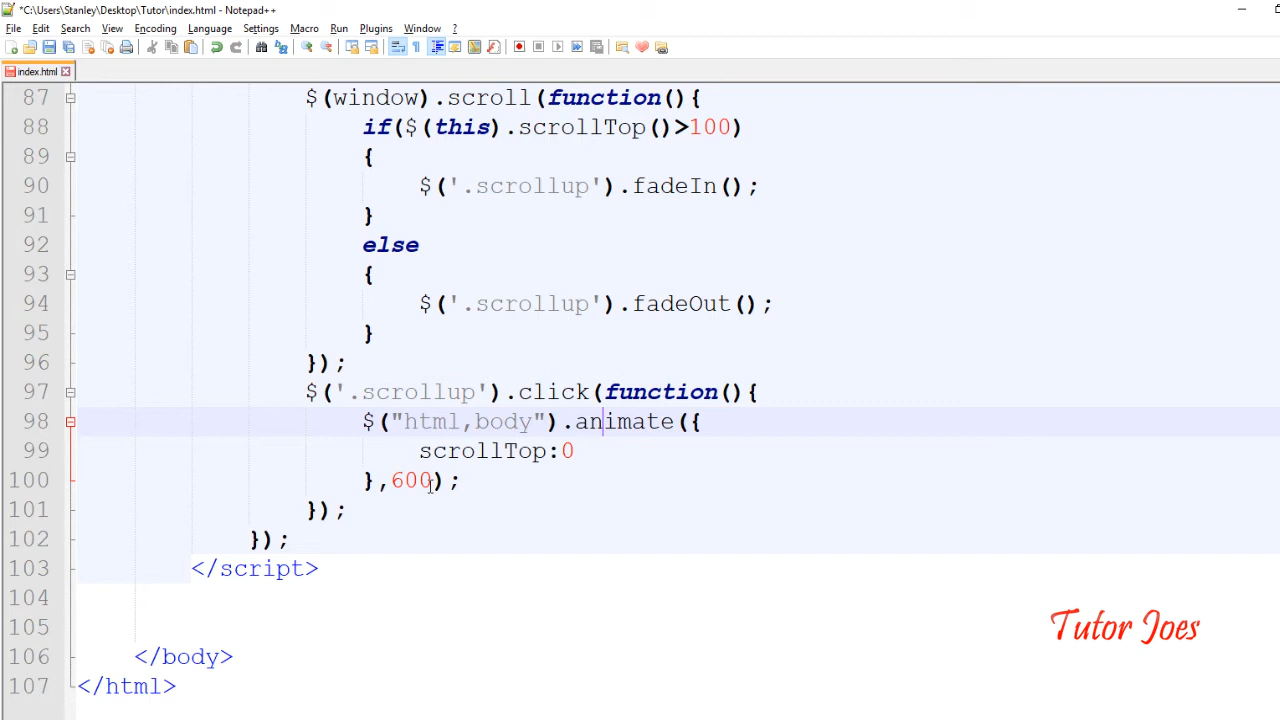 *C:\Users\Stanley\Desktop\Tutor\index.html - Notepad++
File Edit Search View Encoding Language Settings Macro Run Plugins Window ?
index.html
87 $(window).scroll(function(){
88 if($(this).scrollTop()>100)
89 {
90 $('.scrollup').fadeIn();
91 }
92 else
93 {
94 $('.scrollup').fadeOut();
95 }
96 });
97 $('.scrollup').click(function(){
98 $("html,body").animate({
99 scrollTop:0
100 },600);
101 });
102 });
103 </script>
104
105
106 </body>
107 </html>
Tutor Joes